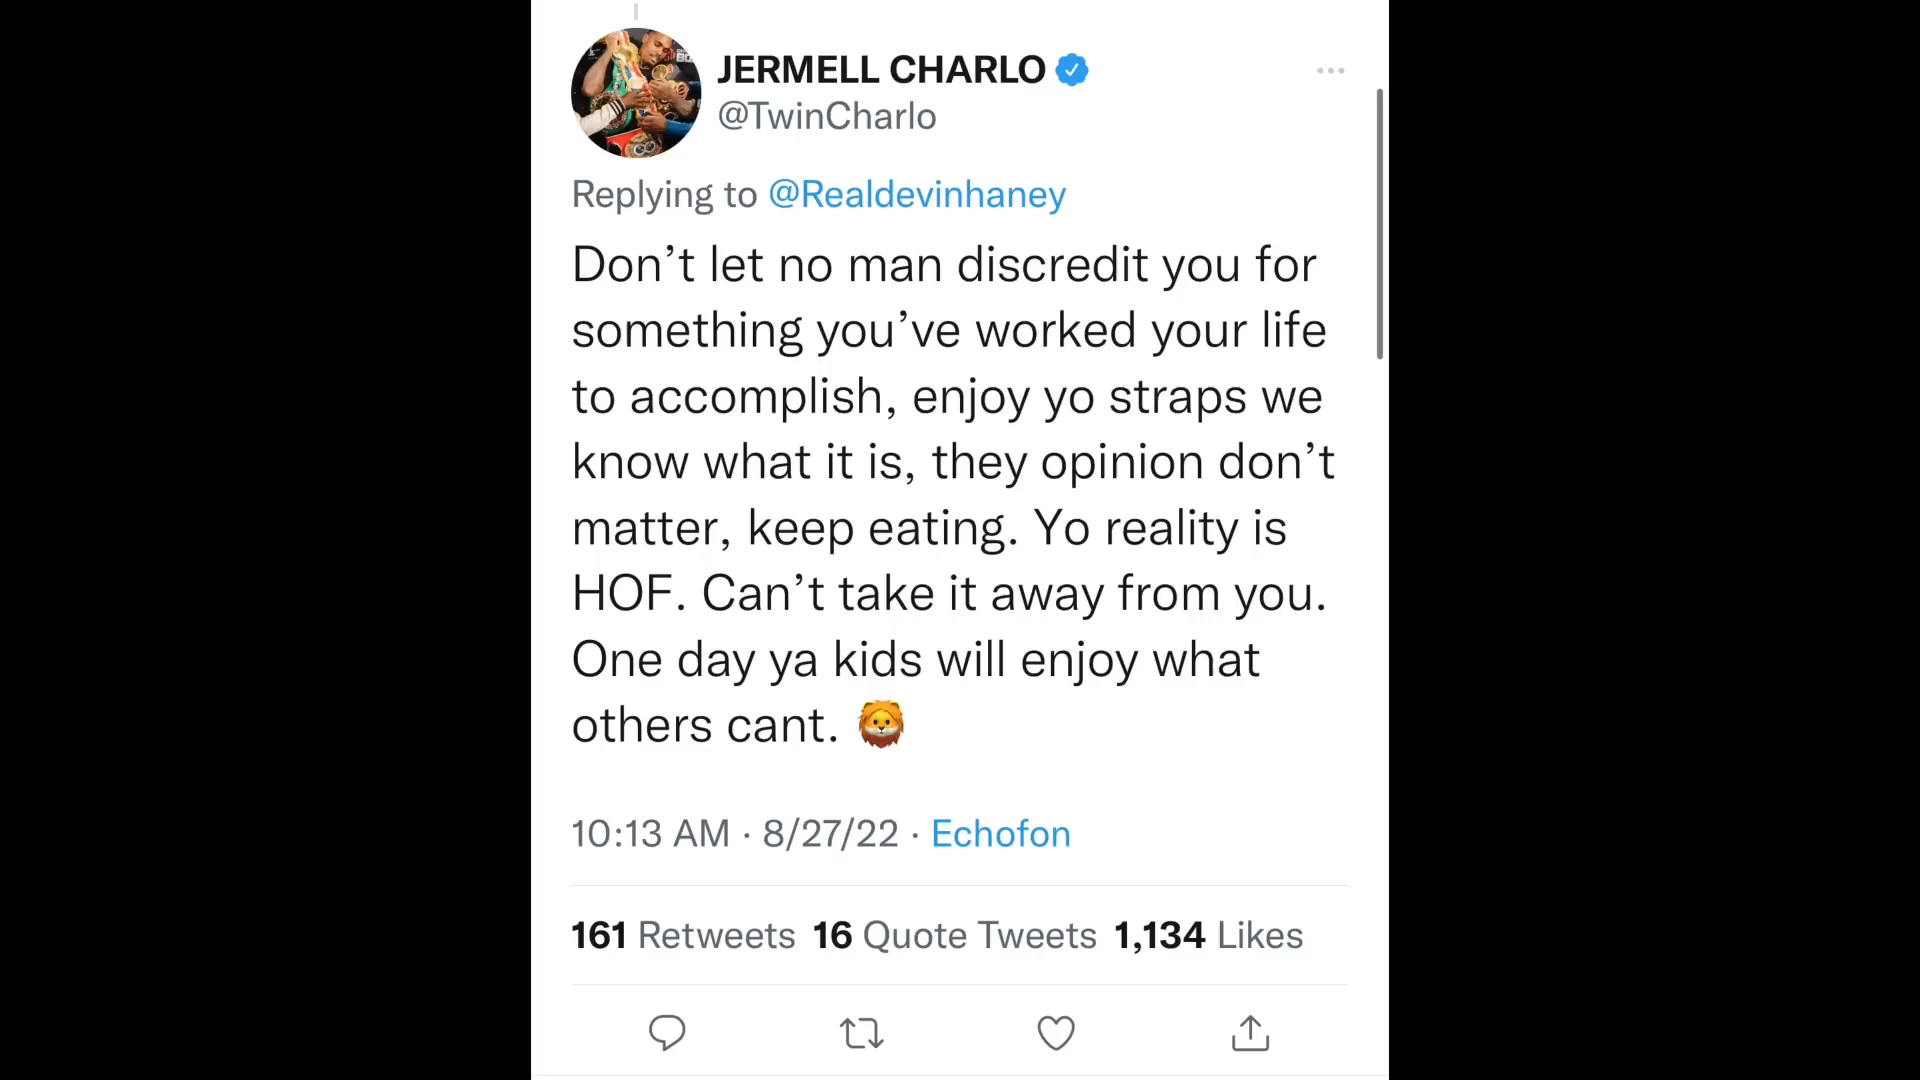 JERMELL CHARLO
@TwinCharlo
Replying to @Realdevinhaney
Don’t let no man discredit you for
something you’ve worked your life
to accomplish, enjoy yo straps we
know what it is, they opinion don’t
matter, keep eating. Yo reality is
HOF. Can’t take it away from you.
One day ya kids will enjoy what
others cant. 🦁
10:13 AM · 8/27/22 · Echofon
161 Retweets 16 Quote Tweets 1,134 Likes